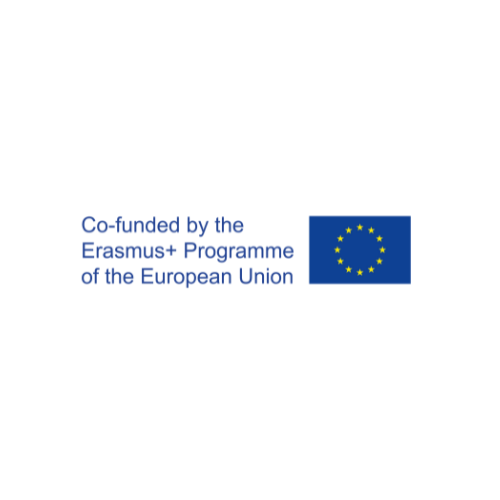 Co-funded by the
Erasmus+ Programme
of the European Union